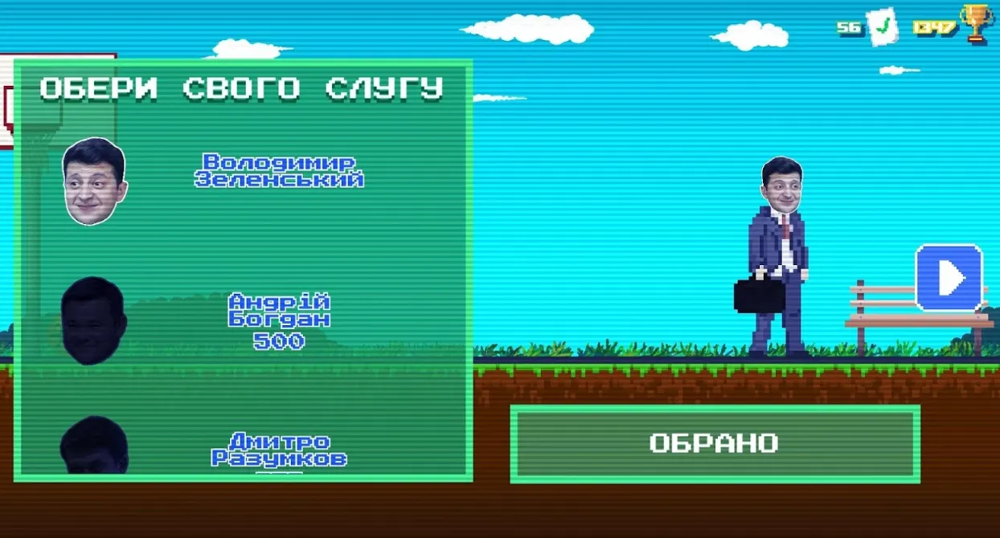 56
1347
ОБЕРИ СВОГО СЛУГУ
Володимир
Зеленський
Андрій
Богдан
500
Дмитро
Разумков
ОБРАНО